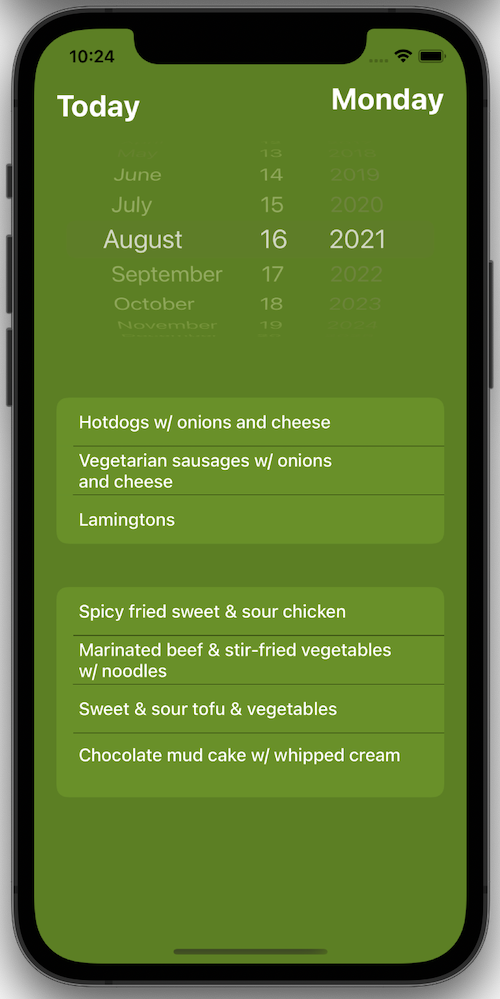 10:24
Today
Monday
May 13 2018
June 14 2019
July 15 2020
August 16 2021
September 17 2022
October 18 2023
November 19 2024
Hotdogs w/ onions and cheese
Vegetarian sausages w/ onions
and cheese
Lamingtons
Spicy fried sweet & sour chicken
Marinated beef & stir-fried vegetables
w/ noodles
Sweet & sour tofu & vegetables
Chocolate mud cake w/ whipped cream